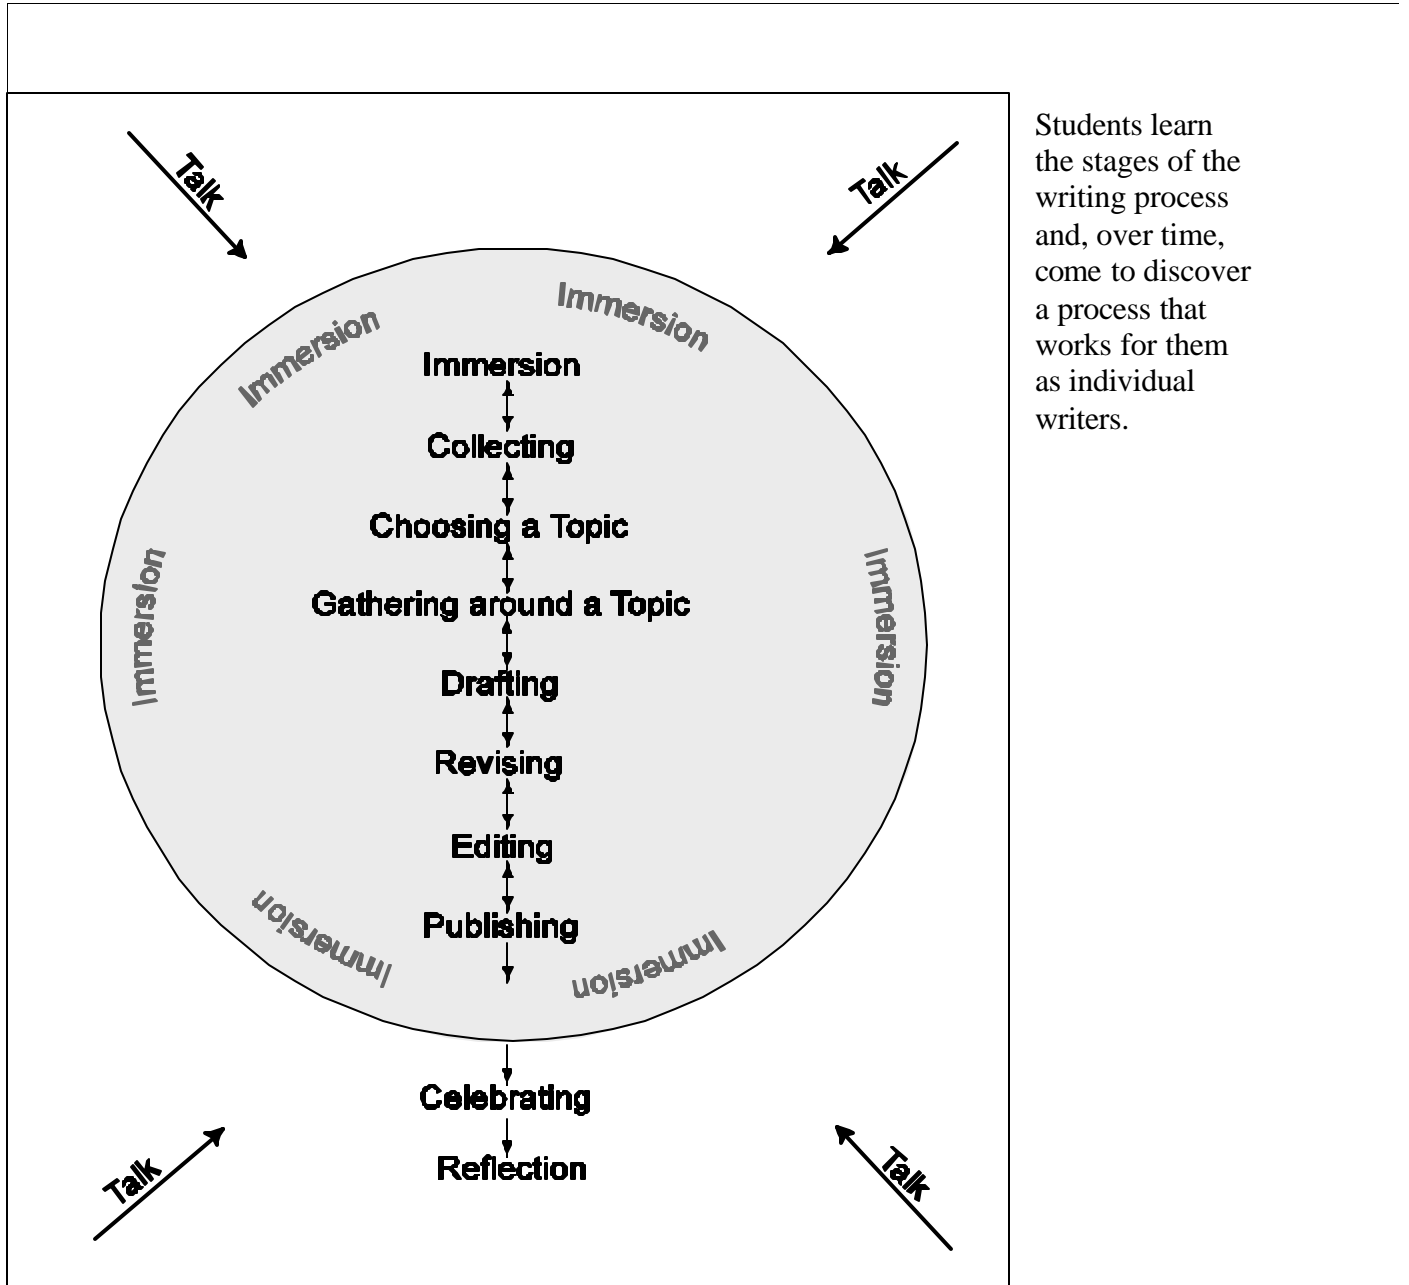 Talk
Talk
Immersion
Immersion
Immersion
Collecting
Choosing a Topic
Immersion
Immersion
Gathering around a Topic
Drafting
Revising
Editing
Publishing
Immersion
Immersion
Celebrating
Reflection
Talk
Talk
Students learn
the stages of the
writing process
and, over time,
come to discover
a process that
works for them
as individual
writers.